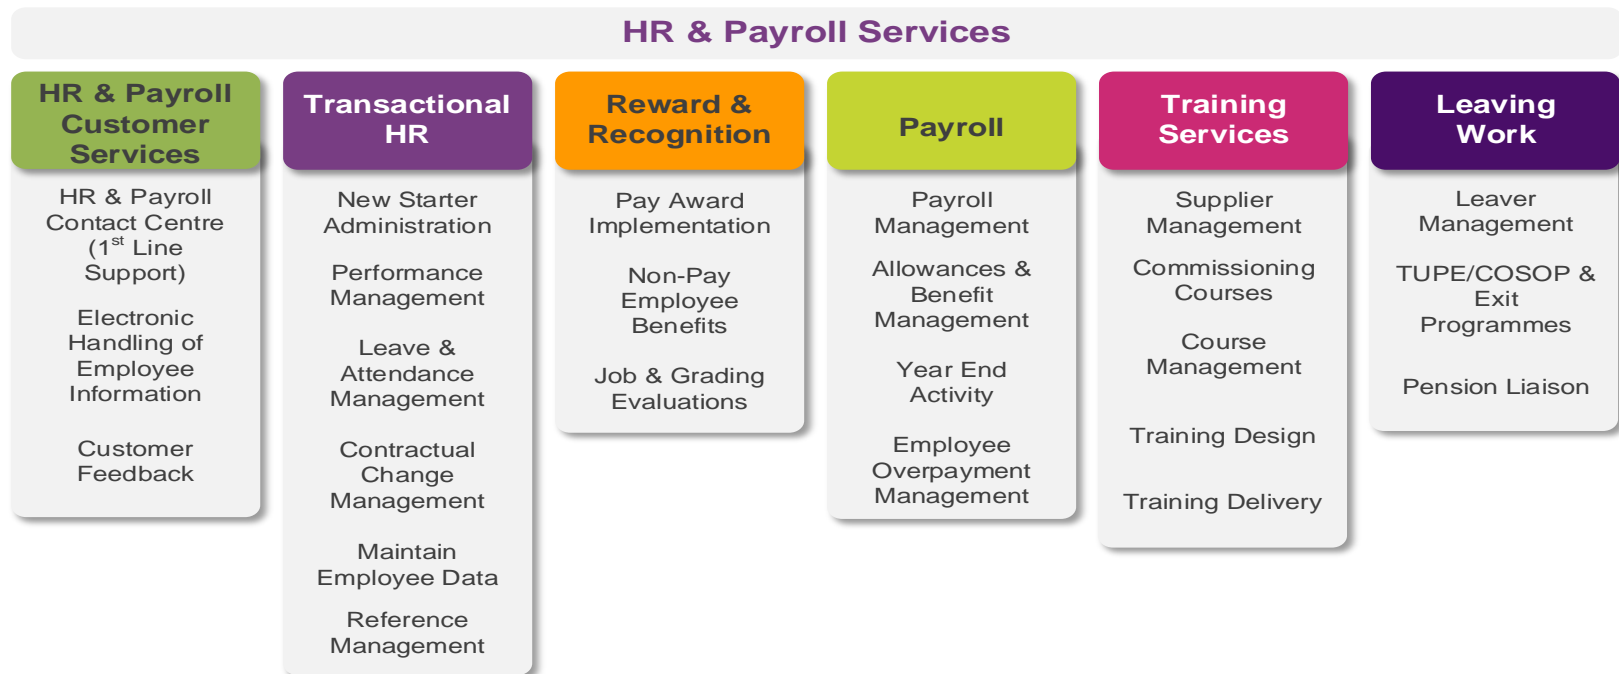 HR & Payroll Services
HR & Payroll
Customer
Services
HR & Payroll
Contact Centre
(1st Line
Support)
Electronic
Handling of
Employee
Information
Customer
Feedback
Transactional
HR
New Starter
Administration
Performance
Management
Leave &
Attendance
Management
Contractual
Change
Management
Maintain
Employee Data
Reference
Management
Reward &
Recognition
Pay Award
Implementation
Non-Pay
Employee
Benefits
Job & Grading
Evaluations
Payroll
Payroll
Management
Allowances &
Benefit
Management
Year End
Activity
Employee
Overpayment
Management
Training
Services
Supplier
Management
Commissioning
Courses
Course
Management
Training Design
Training Delivery
Leaving
Work
Leaver
Management
TUPE/COSOP &
Exit
Programmes
Pension Liaison